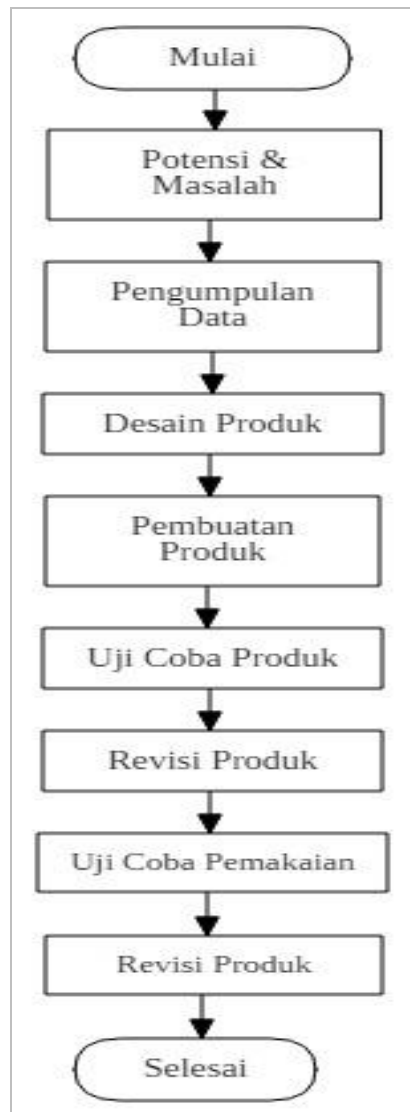 Mulai
Potensi &
Masalah
Pengumpulan
Data
Desain Produk
Pembuatan
Produk
Uji Coba Produk
Revisi Produk
Uji Coba Pemakaian
Revisi Produk
Selesai